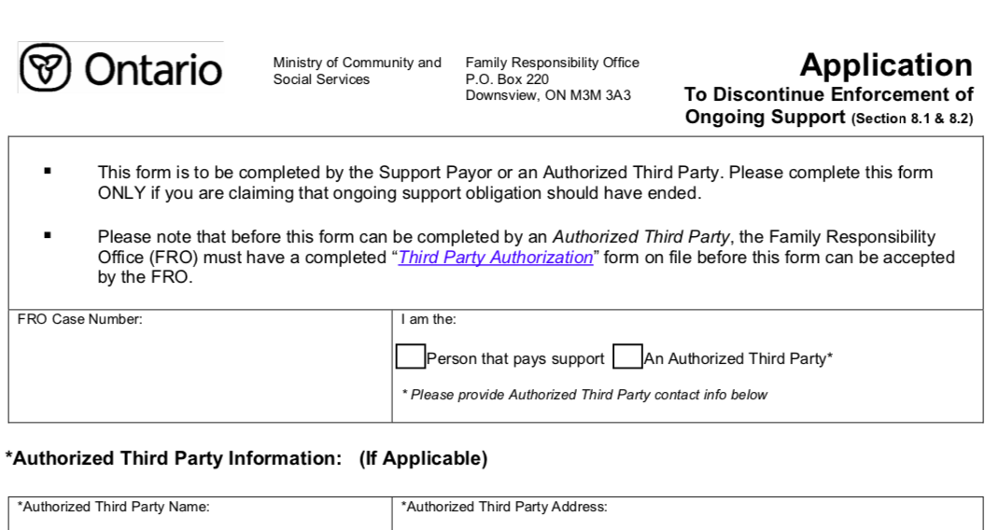 Ontario
Ministry of Community and
Social Services
Family Responsibility Office
P.O. Box 220
Downsview, ON M3M 3A3
Application
To Discontinue Enforcement of
Ongoing Support (Section 8.1 & 8.2)
▪ This form is to be completed by the Support Payor or an Authorized Third Party. Please complete this form
ONLY if you are claiming that ongoing support obligation should have ended.
▪ Please note that before this form can be completed by an Authorized Third Party, the Family Responsibility
Office (FRO) must have a completed “Third Party Authorization” form on file before this form can be accepted
by the FRO.
FRO Case Number:
I am the:
Person that pays support An Authorized Third Party*
* Please provide Authorized Third Party contact info below
*Authorized Third Party Information: (If Applicable)
*Authorized Third Party Name:
*Authorized Third Party Address: